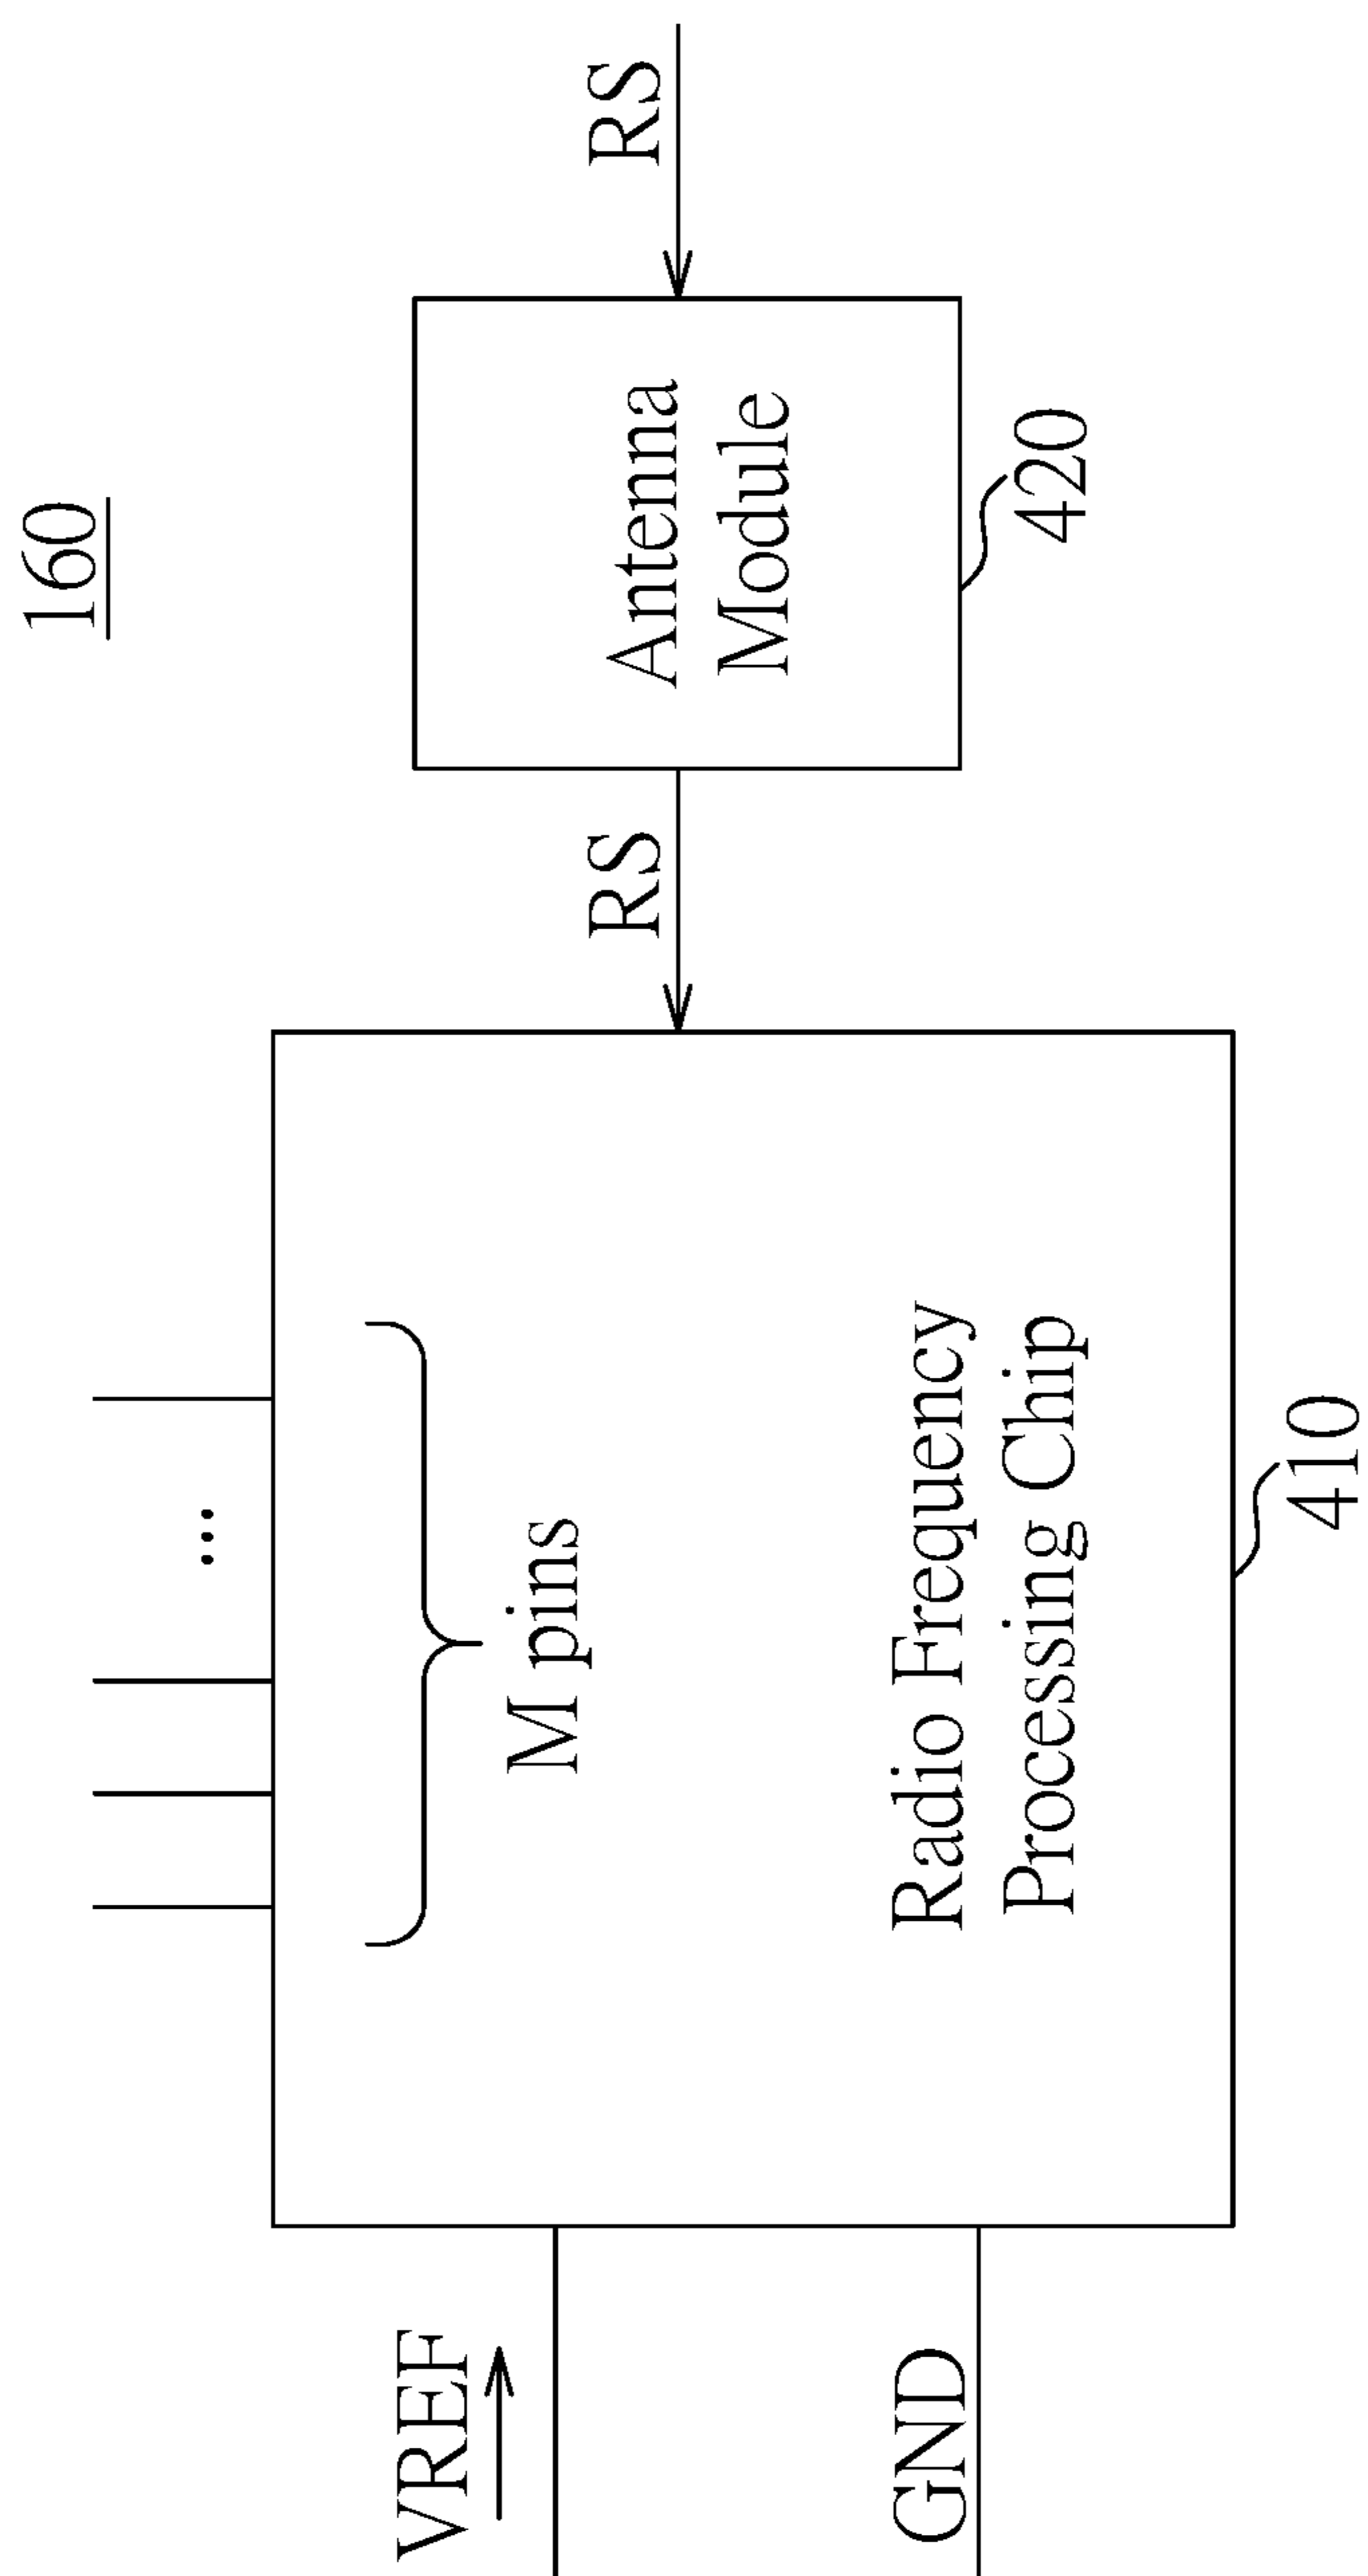 160
M pins
...
VREF
RS
RS
Antenna
Module
GND
Radio Frequency
Processing Chip
420
410